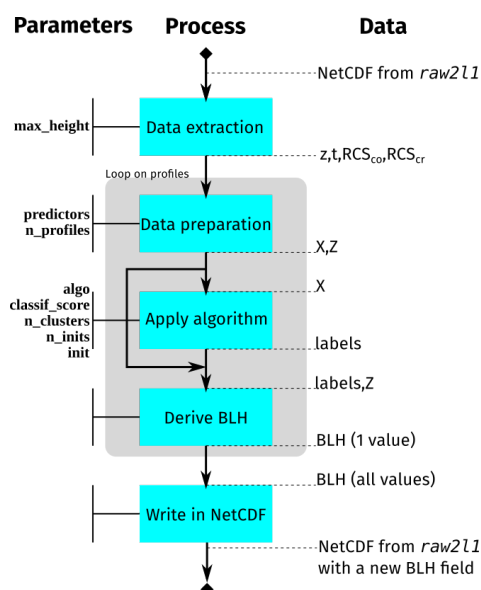 Parameters Process Data
NetCDF from raw2l1
max_height
Data extraction
z,t,RCSco,RCScr
Loop on profiles
predictors
n_profiles
Data preparation
X,Z
X
algo
classif_score
n_clusters
n_inits
init
Apply algorithm
labels
labels,Z
Derive BLH
BLH (1 value)
BLH (all values)
Write in NetCDF
NetCDF from raw2l1
with a new BLH field